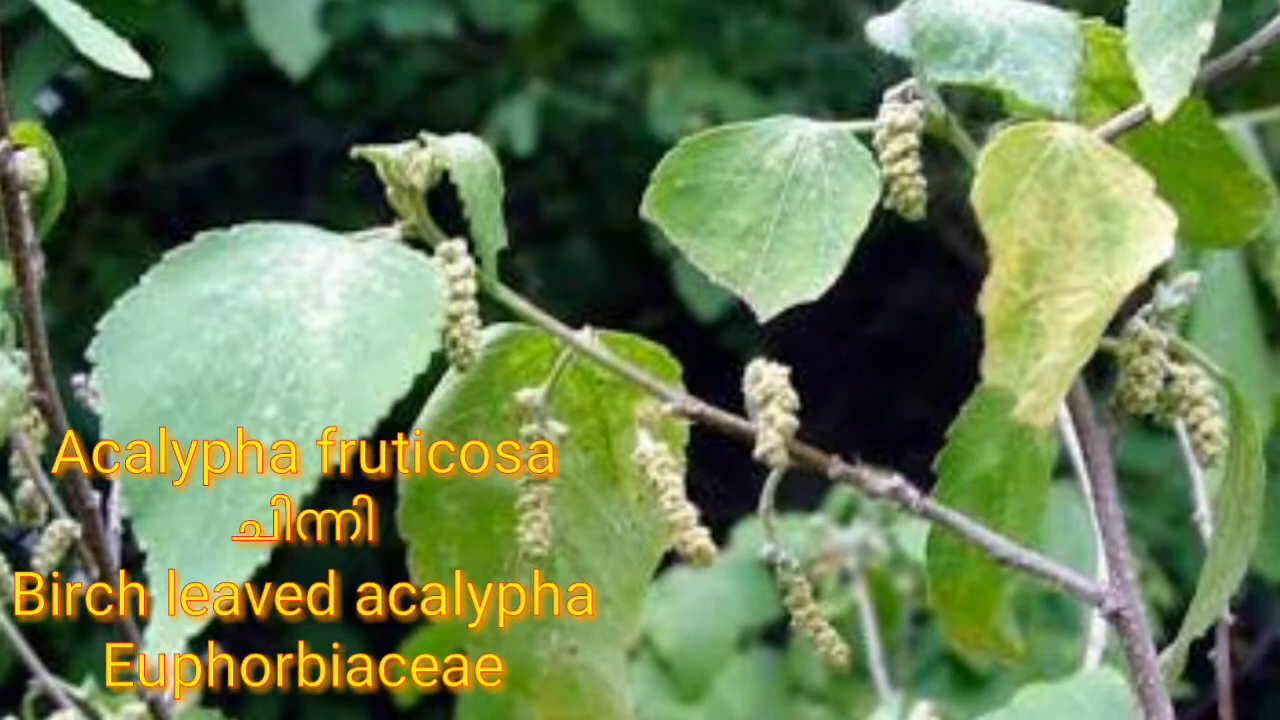 Acalypha fruticosa
ചിന്നി
Birch leaved acalypha
Euphorbiaceae